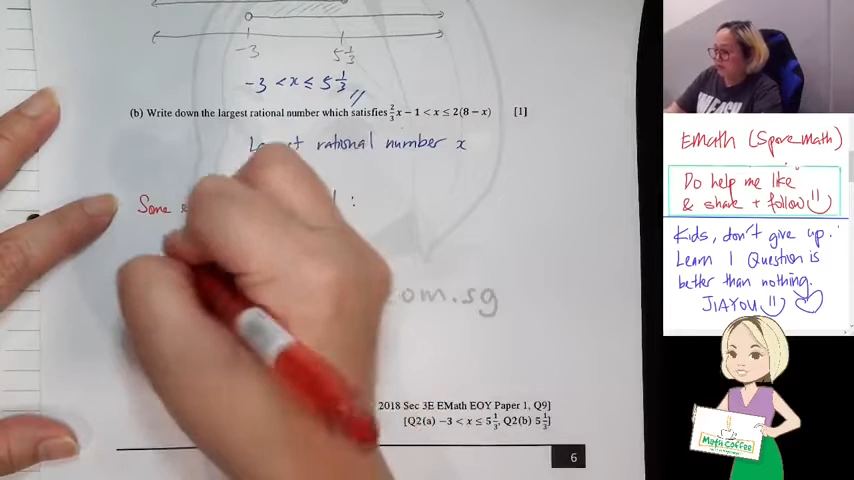 -3
5 1/3
-3 < x ≤ 5 1/3 //
(b) Write down the largest rational number which satisfies 2/3 x - 1 < x ≤ 2(8 - x) [1]
rational number x
Some
:
om.sg
2018 Sec 3E EMath EOY Paper 1, Q9]
[Q2(a) -3 < x ≤ 5 1/3, Q2(b) 5 1/3]
6
EMath (Spore math)
Do help me like
& share + follow
Kids, don't give up.
Learn 1 Question is
better than nothing.
JIAYOU
Math Coffee